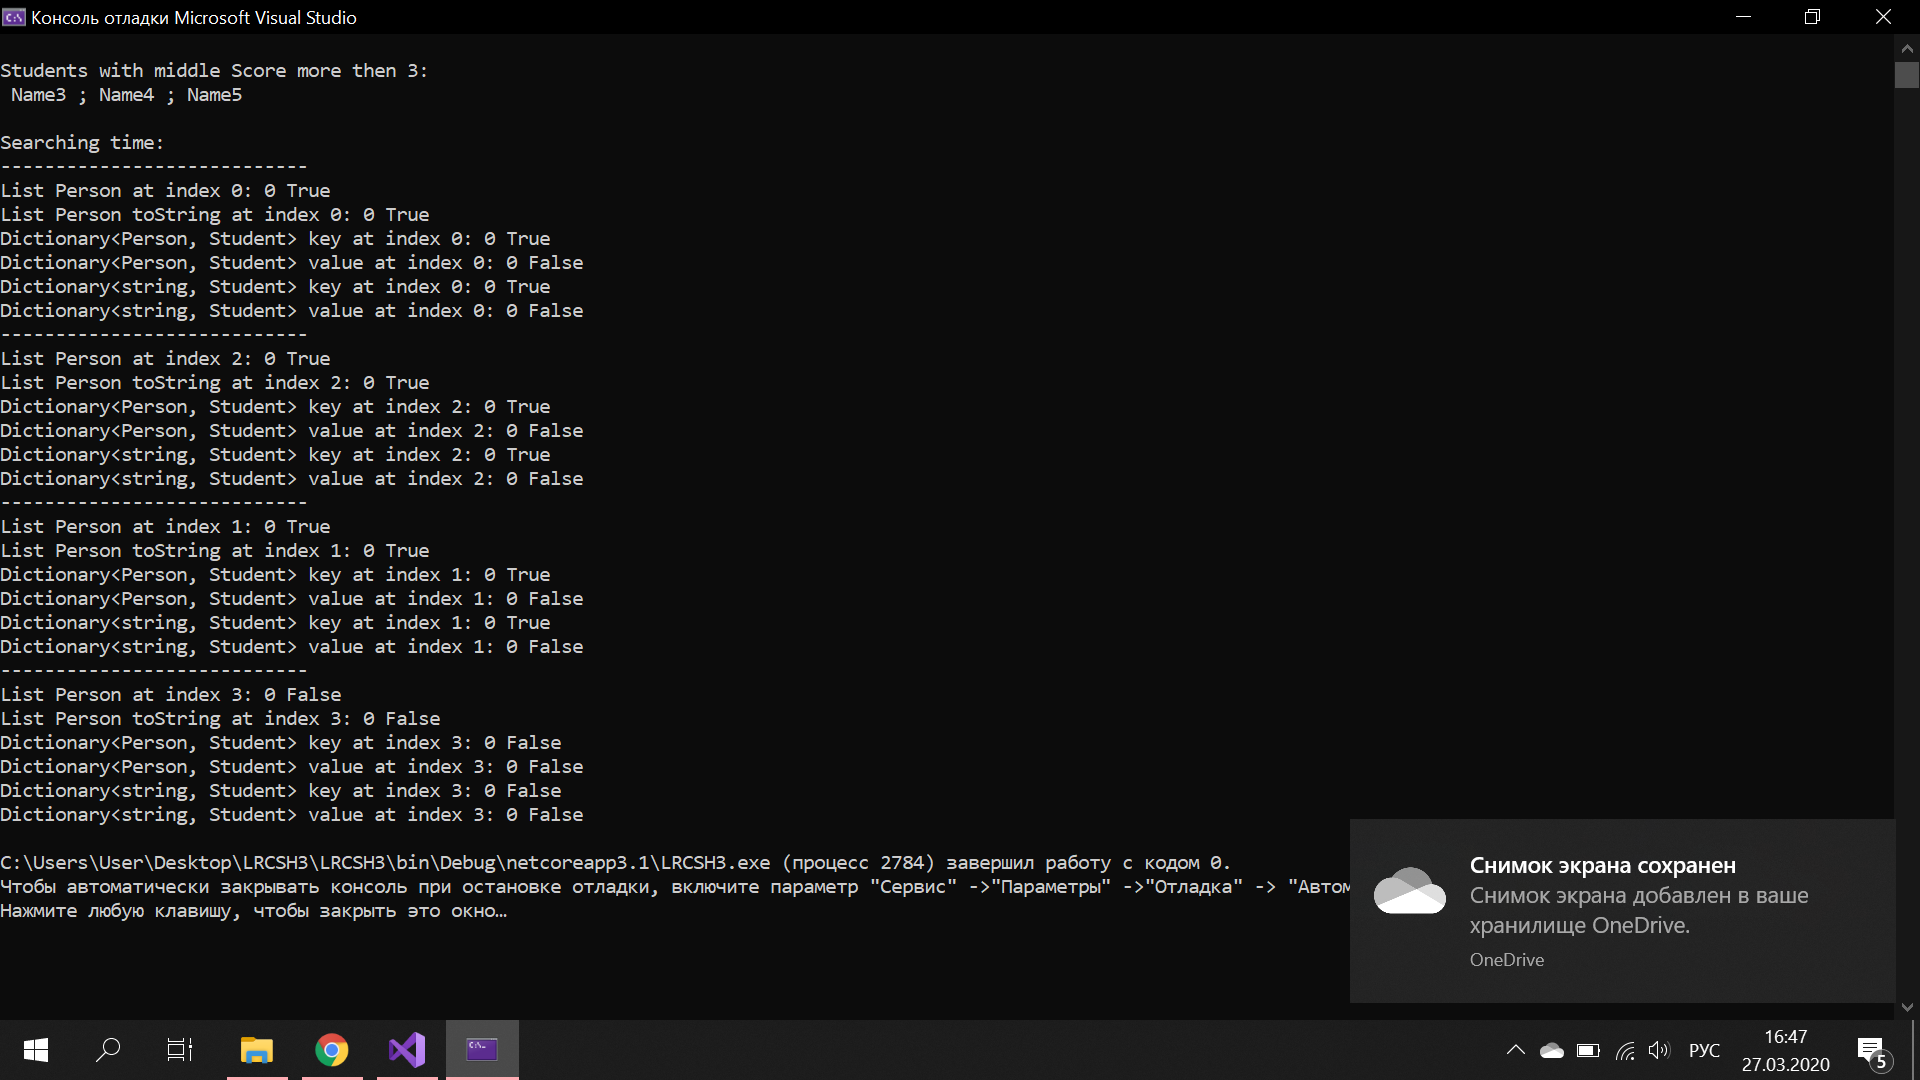 Консоль отладки Microsoft Visual Studio
Students with middle Score more then 3:
Name3 ; Name4 ; Name5
Searching time:
----------------------------
List Person at index 0: 0 True
List Person toString at index 0: 0 True
Dictionary<Person, Student> key at index 0: 0 True
Dictionary<Person, Student> value at index 0: 0 False
Dictionary<string, Student> key at index 0: 0 True
Dictionary<string, Student> value at index 0: 0 False
----------------------------
List Person at index 2: 0 True
List Person toString at index 2: 0 True
Dictionary<Person, Student> key at index 2: 0 True
Dictionary<Person, Student> value at index 2: 0 False
Dictionary<string, Student> key at index 2: 0 True
Dictionary<string, Student> value at index 2: 0 False
----------------------------
List Person at index 1: 0 True
List Person toString at index 1: 0 True
Dictionary<Person, Student> key at index 1: 0 True
Dictionary<Person, Student> value at index 1: 0 False
Dictionary<string, Student> key at index 1: 0 True
Dictionary<string, Student> value at index 1: 0 False
----------------------------
List Person at index 3: 0 False
List Person toString at index 3: 0 False
Dictionary<Person, Student> key at index 3: 0 False
Dictionary<Person, Student> value at index 3: 0 False
Dictionary<string, Student> key at index 3: 0 False
Dictionary<string, Student> value at index 3: 0 False
C:\Users\User\Desktop\LRCSH3\LRCSH3\bin\Debug\netcoreapp3.1\LRCSH3.exe (процесс 2784) завершил работу с кодом 0.
Чтобы автоматически закрывать консоль при остановке отладки, включите параметр "Сервис" ->"Параметры" ->"Отладка" -> "Автом
Нажмите любую клавишу, чтобы закрыть это окно…
Снимок экрана сохранен
Снимок экрана добавлен в ваше
хранилище OneDrive.
OneDrive
РУС
16:47
27.03.2020
5